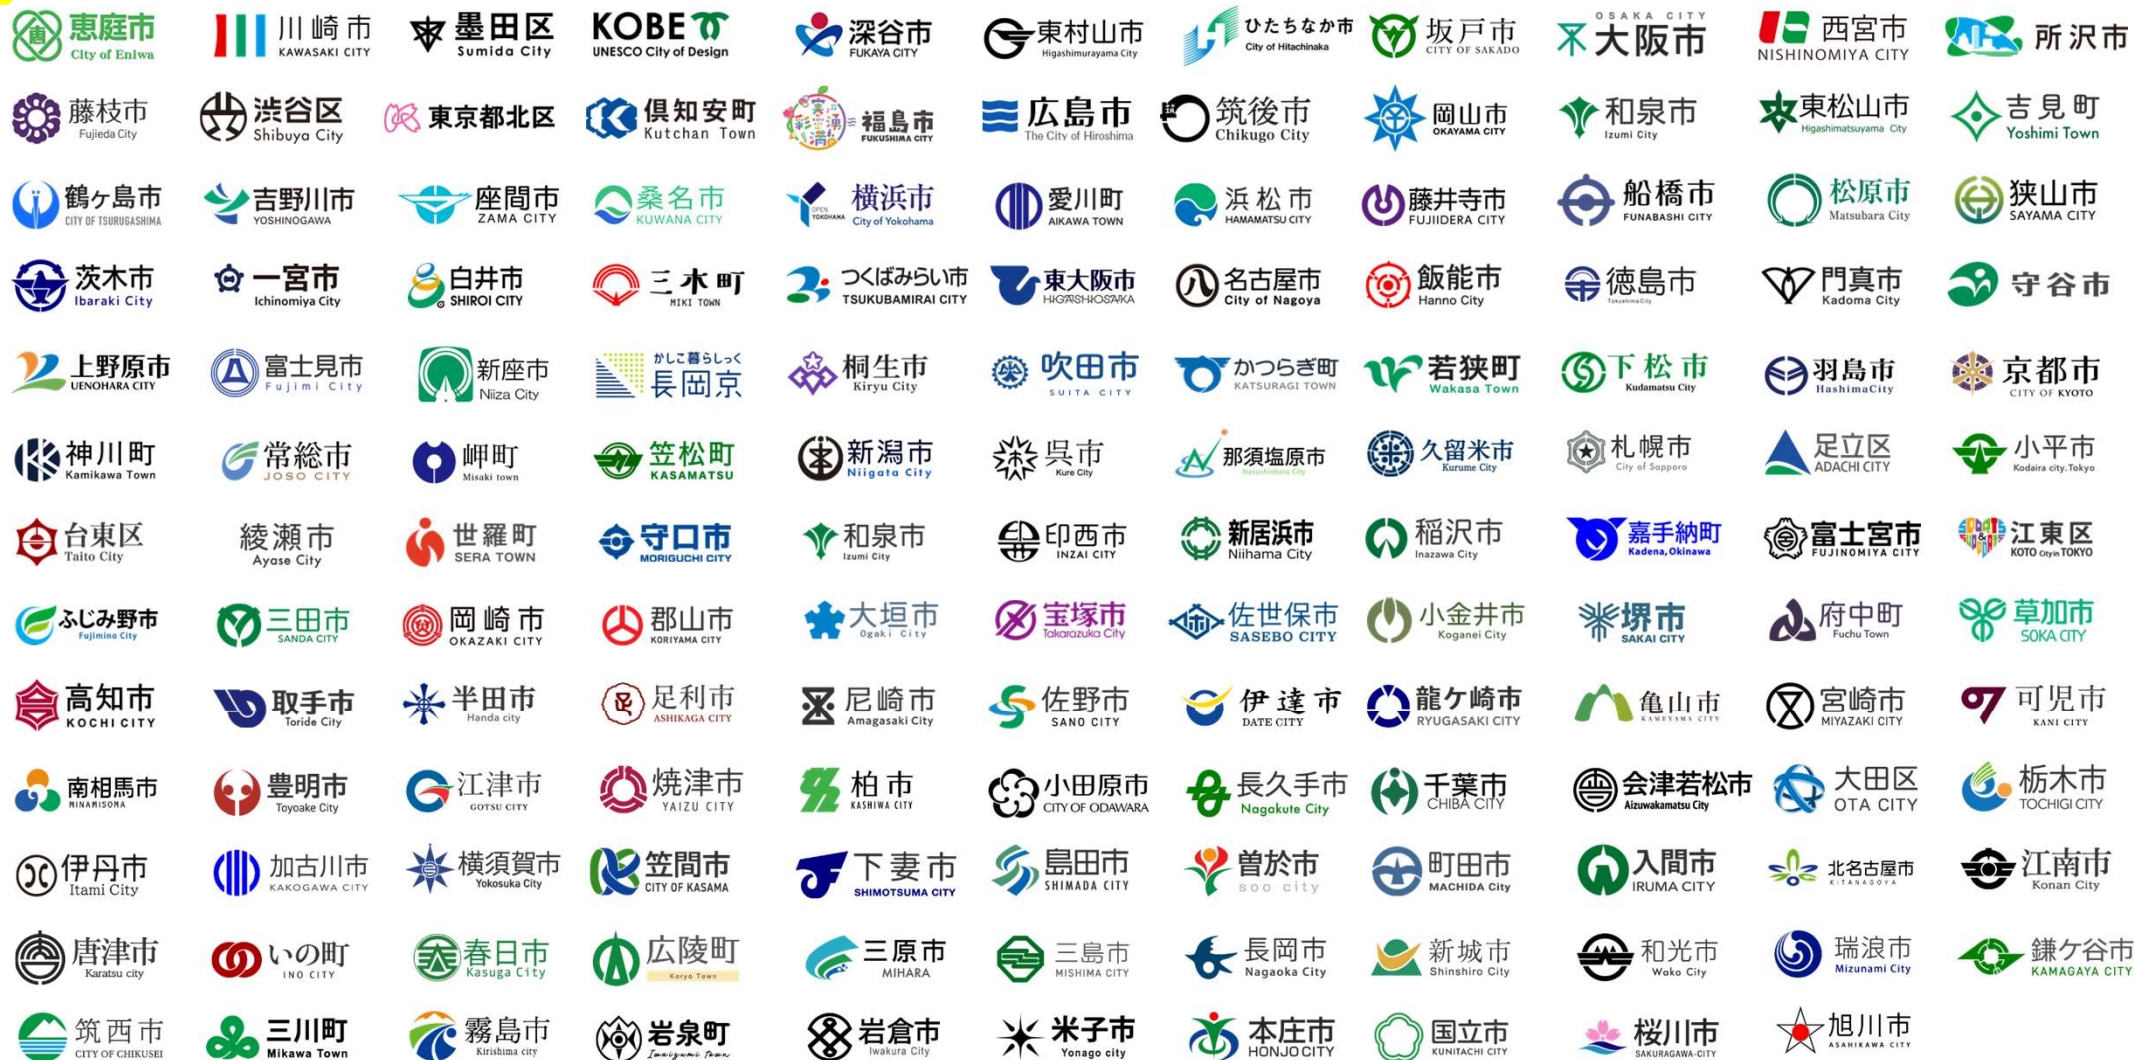 恵庭市
City of Eniwa
川崎市
KAWASAKI CITY
墨田区
Sumida City
KOBE
UNESCO City of Design
深谷市
FUKAYA CITY
東村山市
Higashimurayama City
ひたちなか市
City of Hitachinaka
坂戸市
CITY OF SAKADO
OSAKA CITY
大阪市
西宮市
NISHINOMIYA CITY
所沢市
藤枝市
Fujieda City
渋谷区
Shibuya City
東京都北区
倶知安町
Kutchan Town
福島市
FUKUSHIMA CITY
広島市
The City of Hiroshima
筑後市
Chikugo City
岡山市
OKAYAMA CITY
和泉市
Izumi City
東松山市
Higashimatsuyama City
吉見町
Yoshimi Town
鶴ヶ島市
CITY OF TSURUGASHIMA
吉野川市
YOSHINOGAWA
座間市
ZAMA CITY
桑名市
KUWANA CITY
OPEN
YOKOHAMA
横浜市
City of Yokohama
愛川町
AIKAWA TOWN
浜松市
HAMAMATSU CITY
藤井寺市
FUJIIDERA CITY
船橋市
FUNABASHI CITY
松原市
Matsubara City
狭山市
SAYAMA CITY
茨木市
Ibaraki City
一宮市
Ichinomiya City
白井市
SHIROI CITY
三木町
MIKI TOWN
つくばみらい市
TSUKUBAMIRAI CITY
東大阪市
HIGASHIOSAKA
八
名古屋市
City of Nagoya
飯能市
Hanno City
徳島市
Tokushima City
門真市
Kadoma City
守谷市
上野原市
UENOHARA CITY
富士見市
Fujimi City
新座市
Niiza City
かしこ暮らしっく
長岡京
桐生市
Kiryu City
吹田市
SUITA CITY
かつらぎ町
KATSURAGI TOWN
若狭町
Wakasa Town
下松市
Kudamatsu City
羽島市
HashimaCity
京都市
CITY OF KYOTO
神川町
Kamikawa Town
常総市
JOSO CITY
岬町
Misaki town
笠松町
KASAMATSU
新潟市
Niigata City
呉市
Kure City
那須塩原市
Nasushiobara City
久留米市
Kurume City
札幌市
City of Sapporo
足立区
ADACHI CITY
小平市
Kodaira city.Tokyo
台東区
Taito City
綾瀬市
Ayase City
世羅町
SERA TOWN
守口市
MORIGUCHI CITY
和泉市
Izumi City
印西市
INZAI CITY
新居浜市
Niihama City
稲沢市
Inazawa City
嘉手納町
Kadena, Okinawa
富士宮市
FUJINOMIYA CITY
江東区
KOTO City in TOKYO
ふじみ野市
Fujimino City
三田市
SANDA CITY
岡崎市
OKAZAKI CITY
郡山市
KORIYAMA CITY
大垣市
Ogaki City
宝塚市
Takarazuka City
佐世保市
SASEBO CITY
小金井市
Koganei City
堺市
SAKAI CITY
府中町
Fuchu Town
草加市
SOKA CITY
高知市
KOCHI CITY
取手市
Toride City
半田市
Handa city
足利市
ASHIKAGA CITY
尼崎市
Amagasaki City
佐野市
SANO CITY
伊達市
DATE CITY
龍ケ崎市
RYUGASAKI CITY
亀山市
KAMEYAMA CITY
宮崎市
MIYAZAKI CITY
可児市
KANI CITY
南相馬市
MINAMISOMA
豊明市
Toyoake City
江津市
GOTSU CITY
焼津市
YAIZU CITY
柏市
KASHIWA CITY
小田原市
CITY OF ODAWARA
長久手市
Nagakute City
千葉市
CHIBA CITY
会津若松市
Aizuwakamatsu City
大田区
OTA CITY
栃木市
TOCHIGI CITY
伊丹市
Itami City
加古川市
KAKOGAWA CITY
横須賀市
Yokosuka City
笠間市
CITY OF KASAMA
下妻市
SHIMOTSUMA CITY
島田市
SHIMADA CITY
曽於市
soo city
町田市
MACHIDA City
入間市
IRUMA CITY
北名古屋市
KITANAGOYA
江南市
Konan City
唐津市
Karatsu city
いの町
INO CITY
春日市
Kasuga City
広陵町
Koryo Town
三原市
MIHARA
三島市
MISHIMA CITY
長岡市
Nagaoka City
新城市
Shinshiro City
和光市
Wako City
瑞浪市
Mizunami City
鎌ケ谷市
KAMAGAYA CITY
筑西市
CITY OF CHIKUSEI
三川町
Mikawa Town
霧島市
Kirishima city
岩泉町
Iwaizumi Town
岩倉市
Iwakura City
米子市
Yonago city
本庄市
HONJO CITY
国立市
KUNITACHI CITY
桜川市
SAKURAGAWA-CITY
旭川市
ASAHIKAWA CITY